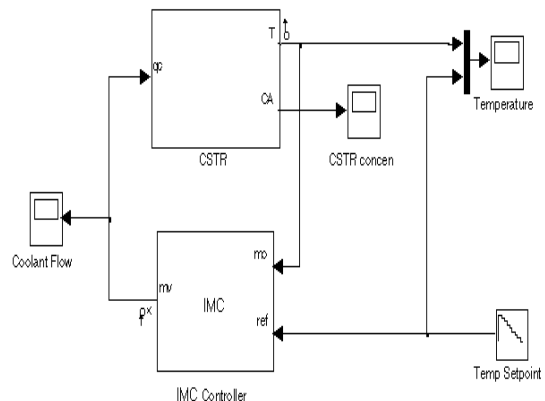 T
qc
CA
Temperature
CSTR
CSTR concen
Coolant Flow
mv
IMC
mo
ref
IMC Controller
Temp Setpoint